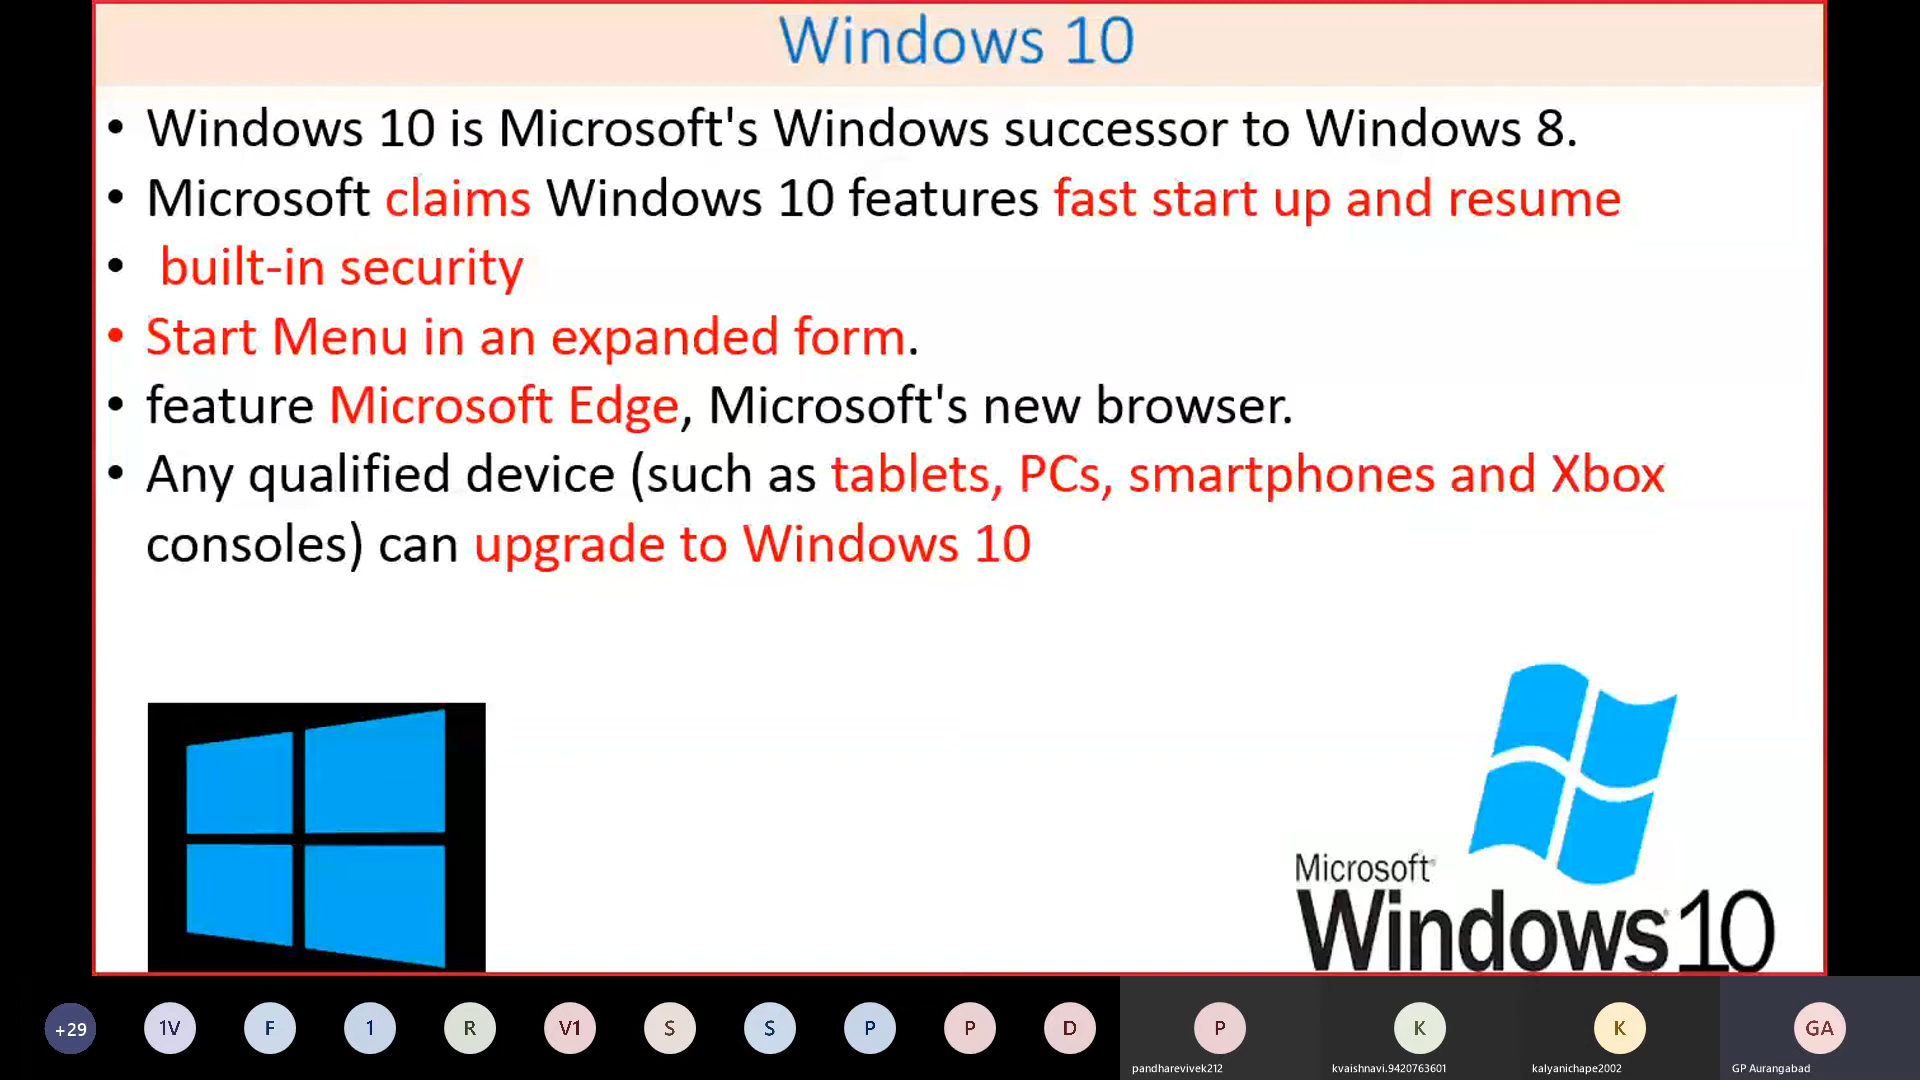 Windows 10
• Windows 10 is Microsoft's Windows successor to Windows 8.
• Microsoft claims Windows 10 features fast start up and resume
• built-in security
• Start Menu in an expanded form.
• feature Microsoft Edge, Microsoft's new browser.
• Any qualified device (such as tablets, PCs, smartphones and Xbox
consoles) can upgrade to Windows 10
Microsoft
Windows 10
+29 1V F 1 R V1 S S P P D P K K GA
pandharevivek212 kvaishnavi.9420763601 kalyanichape2002 GP Aurangabad